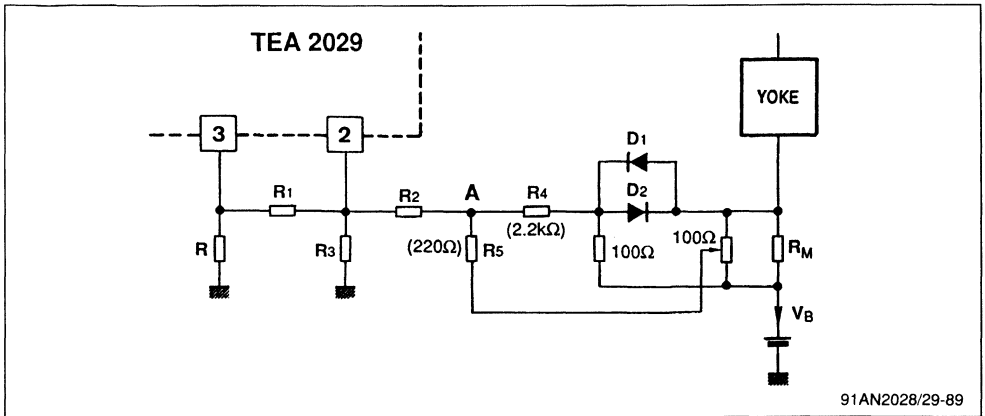 TEA 2029
YOKE
3
2
D1
D2
R1
R2
A
R4
(2.2kΩ)
R
R3
(220Ω) R5
100Ω
100Ω
RM
VB
91AN2028/29-89